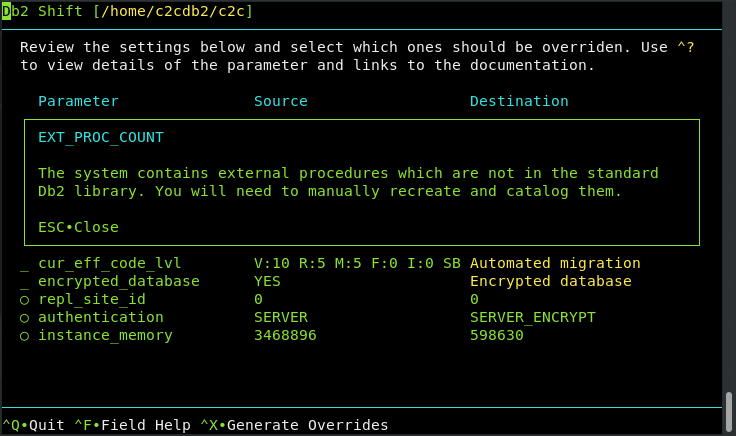 Db2 Shift [/home/c2cdb2/c2c]
Review the settings below and select which ones should be overriden. Use ^?
to view details of the parameter and links to the documentation.
Parameter Source Destination
EXT_PROC_COUNT
The system contains external procedures which are not in the standard
Db2 library. You will need to manually recreate and catalog them.
ESC•Close
_ cur_eff_code_lvl V:10 R:5 M:5 F:0 I:0 SB Automated migration
_ encrypted_database YES Encrypted database
○ repl_site_id 0 0
○ authentication SERVER SERVER_ENCRYPT
○ instance_memory 3468896 598630
^Q•Quit ^F•Field Help ^X•Generate Overrides